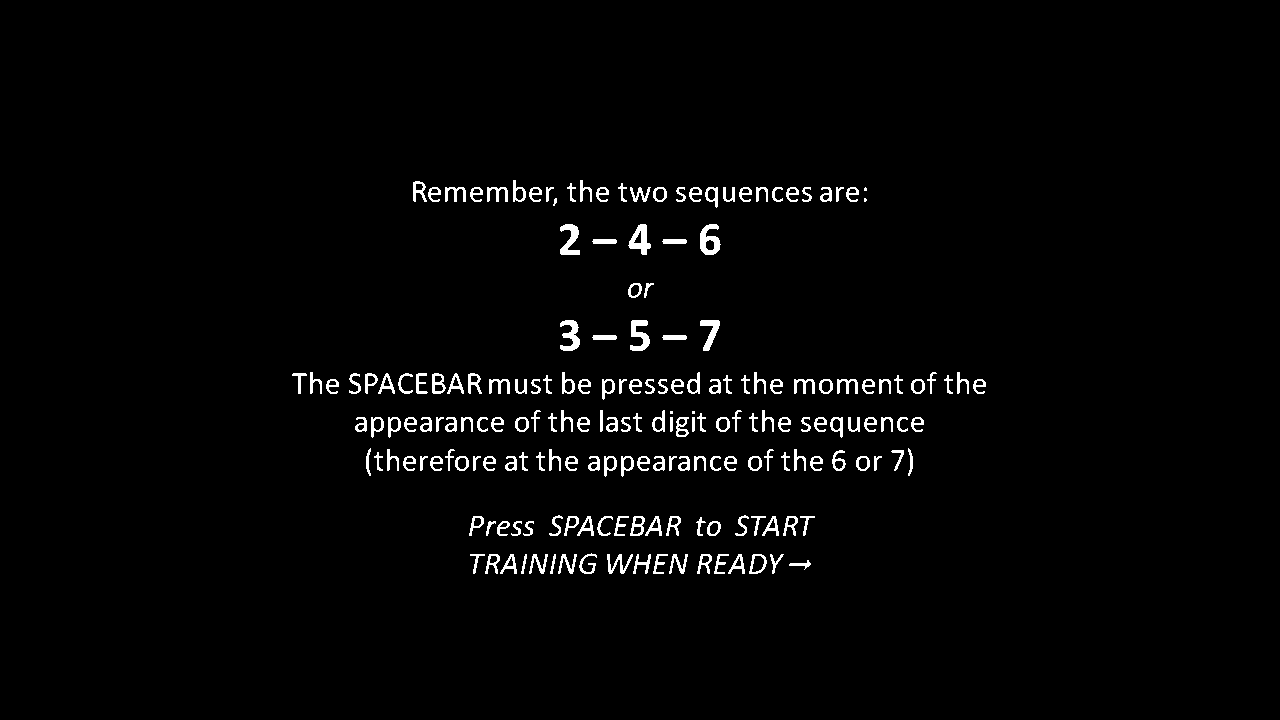 Remember, the two sequences are:
2 – 4 – 6
or
3 – 5 – 7
The SPACEBAR must be pressed at the moment of the
appearance of the last digit of the sequence
(therefore at the appearance of the 6 or 7)
Press SPACEBAR to START
TRAINING WHEN READY→